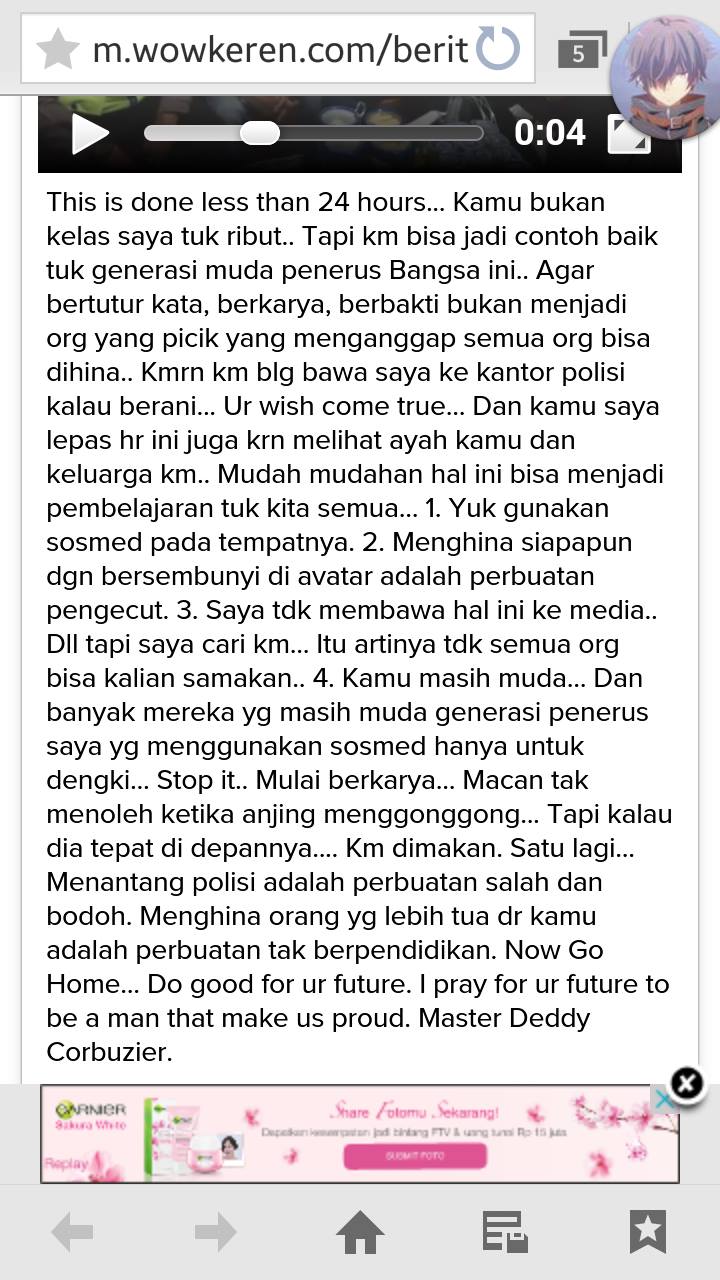 m.wowkeren.com/berit
5
0:04
This is done less than 24 hours... Kamu bukan
kelas saya tuk ribut.. Tapi km bisa jadi contoh baik
tuk generasi muda penerus Bangsa ini.. Agar
bertutur kata, berkarya, berbakti bukan menjadi
org yang picik yang menganggap semua org bisa
dihina.. Kmrn km blg bawa saya ke kantor polisi
kalau berani... Ur wish come true... Dan kamu saya
lepas hr ini juga krn melihat ayah kamu dan
keluarga km.. Mudah mudahan hal ini bisa menjadi
pembelajaran tuk kita semua... 1. Yuk gunakan
sosmed pada tempatnya. 2. Menghina siapapun
dgn bersembunyi di avatar adalah perbuatan
pengecut. 3. Saya tdk membawa hal ini ke media..
Dll tapi saya cari km... Itu artinya tdk semua org
bisa kalian samakan.. 4. Kamu masih muda... Dan
banyak mereka yg masih muda generasi penerus
saya yg menggunakan sosmed hanya untuk
dengki... Stop it.. Mulai berkarya... Macan tak
menoleh ketika anjing menggonggong... Tapi kalau
dia tepat di depannya.... Km dimakan. Satu lagi...
Menantang polisi adalah perbuatan salah dan
bodoh. Menghina orang yg lebih tua dr kamu
adalah perbuatan tak berpendidikan. Now Go
Home... Do good for ur future. I pray for ur future to
be a man that make us proud. Master Deddy
Corbuzier.
GARNIER
Sakura White
Replay
Share Fotomu Sekarang!
Dapatkan kesempatan jadi bintang FTV & uang tunai Rp 15 juta
SUBMIT FOTO